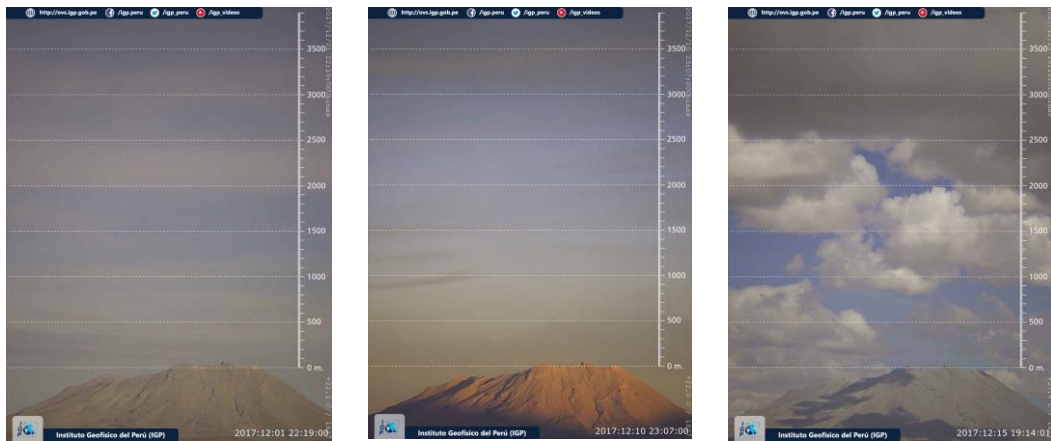 http://ovs.igp.gob.pe /igp.peru /igp_peru /igp_videos
3500
3000
2500
2000
1500
1000
500
0 m.
Instituto Geofísico del Perú (IGP)
2017:12:01 22:19:00
http://ovs.igp.gob.pe /igp.peru /igp_peru /igp_videos
3500
3000
2500
2000
1500
1000
500
0 m.
Instituto Geofísico del Perú (IGP)
2017:12:10 23:07:00
http://ovs.igp.gob.pe /igp.peru /igp_peru /igp_videos
3500
3000
2500
2000
1500
1000
500
0 m.
Instituto Geofísico del Perú (IGP)
2017:12:15 19:14:01